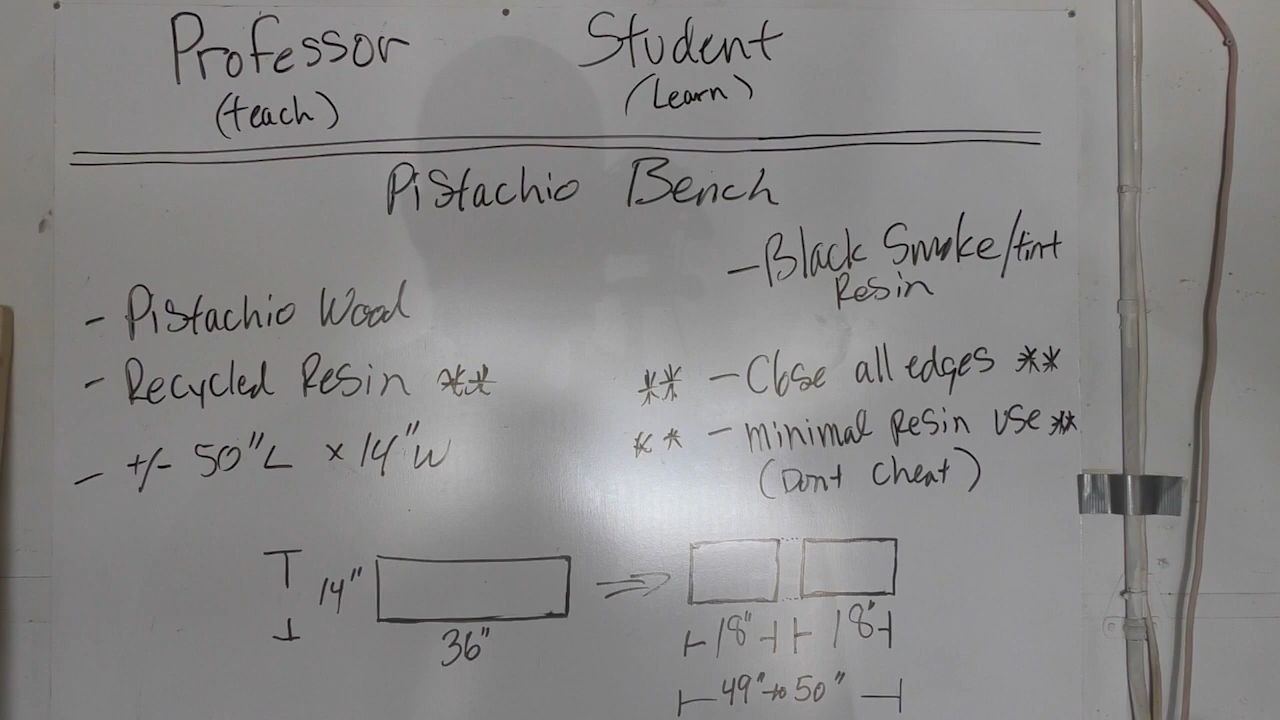 Professor Student
(teach) (Learn)
Pistachio Bench
- Black Smoke/tint
Resin
- Pistachio Wood
- Recycled Resin **
** - Close all edges **
- +/- 50"L x 14"W
** - minimal Resin use **
(Dont cheat)
14"
36"
18" 18"
49" to 50"